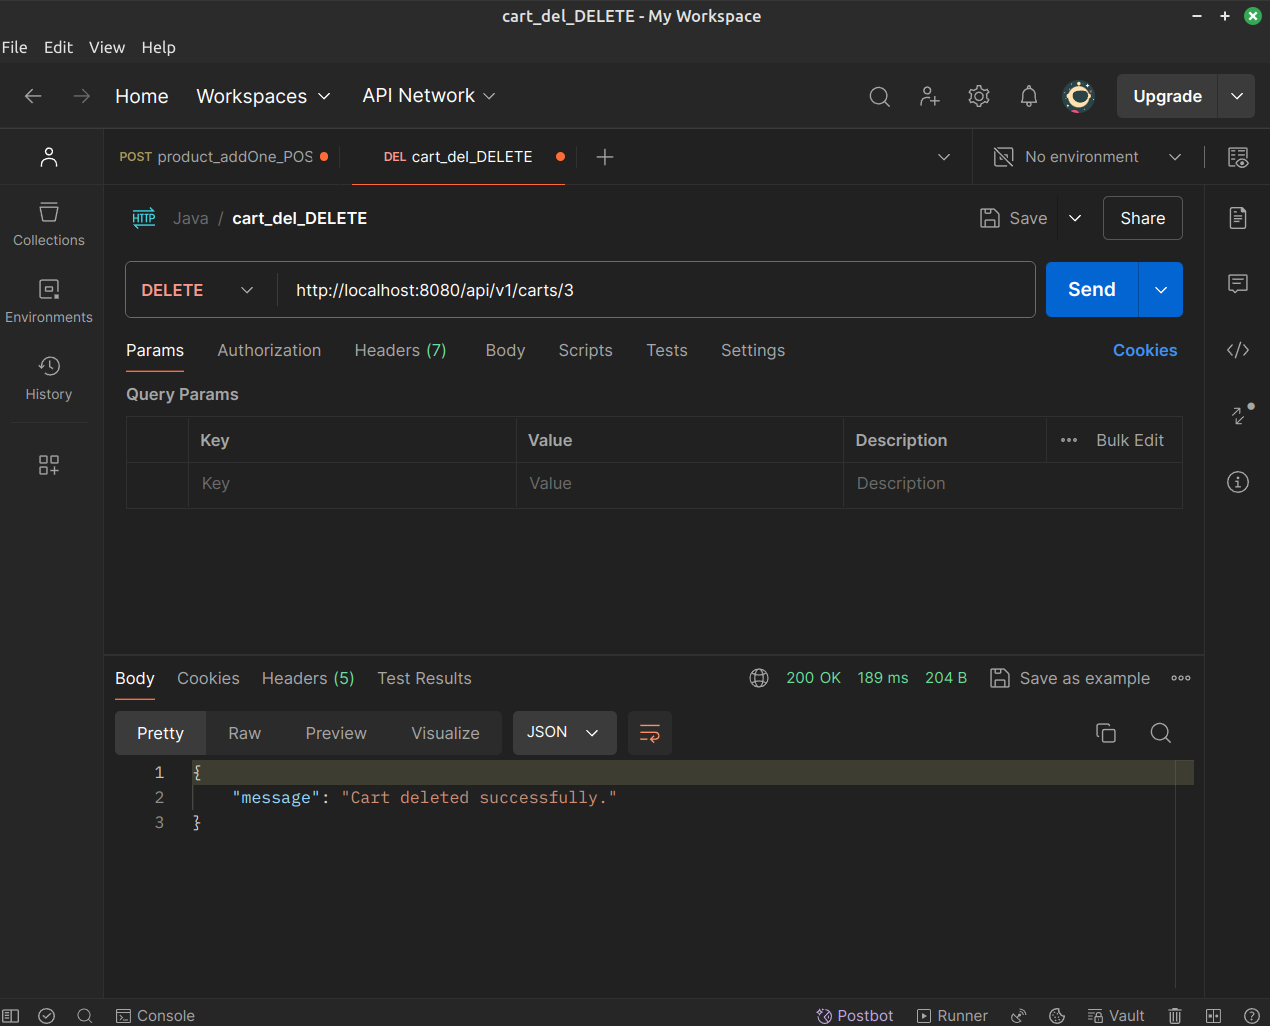 cart_del_DELETE - My Workspace
File Edit View Help
Home Workspaces API Network Upgrade
POST product_addOne_POS DEL cart_del_DELETE No environment
HTTP Java / cart_del_DELETE Save Share
Collections
DELETE http://localhost:8080/api/v1/carts/3 Send
Environments
Params Authorization Headers (7) Body Scripts Tests Settings Cookies
History
Query Params
Key Value Description ••• Bulk Edit
Key Value Description
Body Cookies Headers (5) Test Results 200 OK 189 ms 204 B Save as example
Pretty Raw Preview Visualize JSON
1 {
2 "message": "Cart deleted successfully."
3 }
Console Postbot Runner Vault